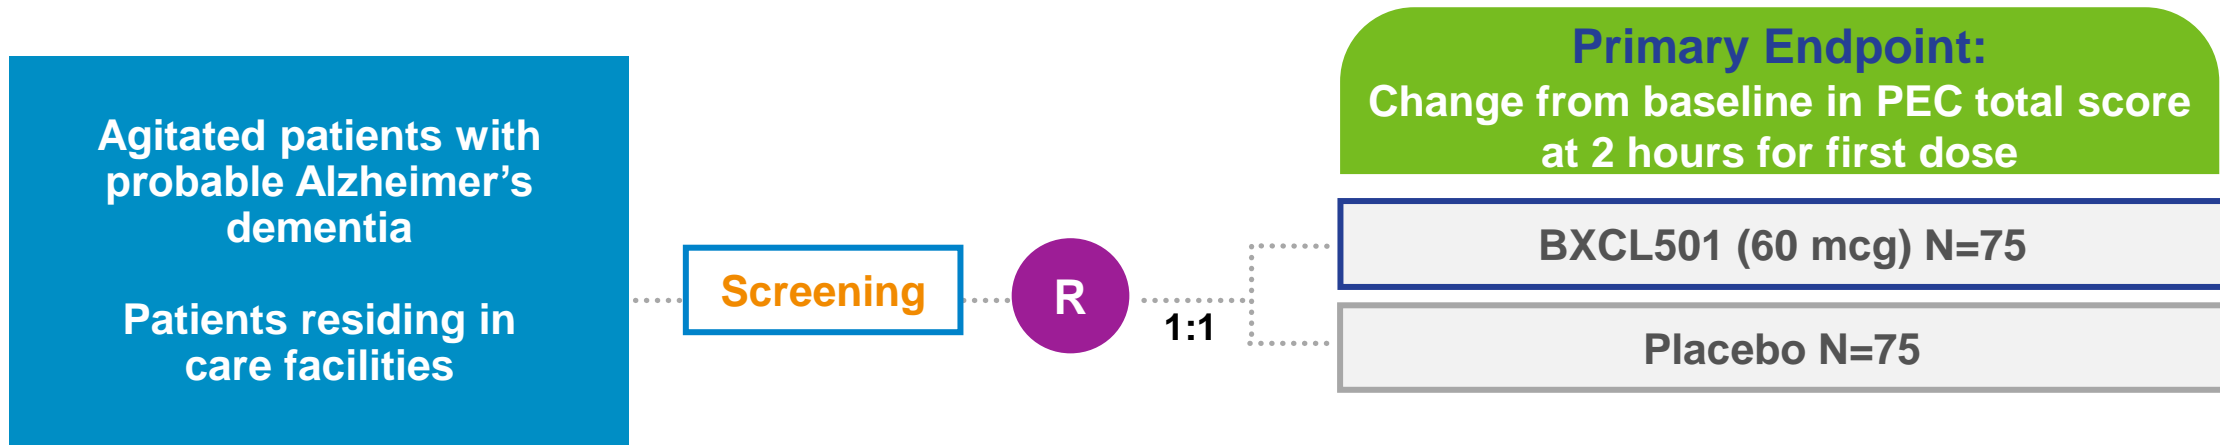 Agitated patients with
probable Alzheimer’s
dementia
Patients residing in
care facilities
Screening
R
1:1
Primary Endpoint:
Change from baseline in PEC total score
at 2 hours for first dose
BXCL501 (60 mcg) N=75
Placebo N=75